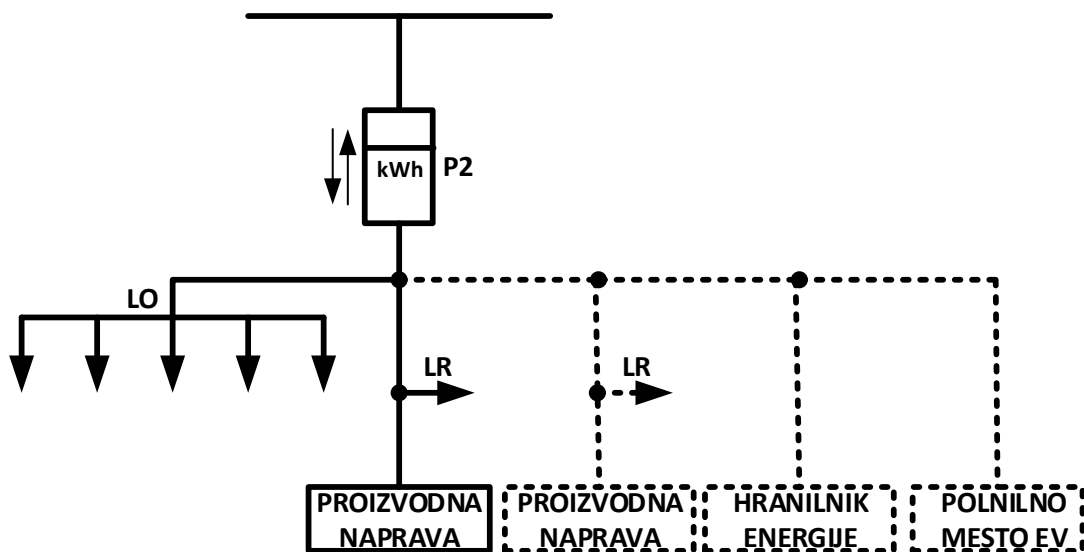 kWh
P2
LO
LR
LR
PROIZVODNA
NAPRAVA
PROIZVODNA
NAPRAVA
HRANILNIK
ENERGIJE
POLNILNO
MESTO EV